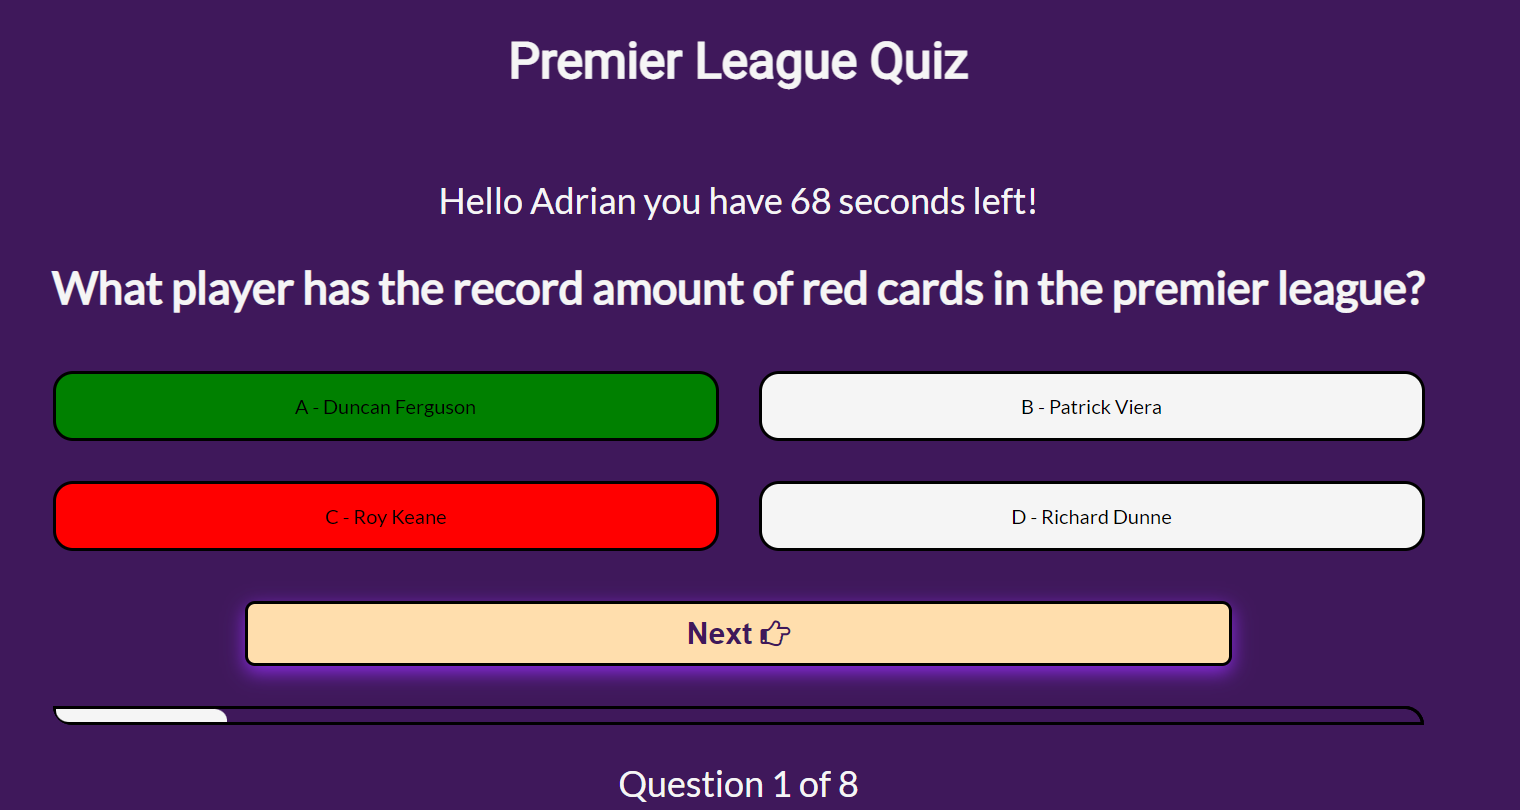 Premier League Quiz
Hello Adrian you have 68 seconds left!
What player has the record amount of red cards in the premier league?
A - Duncan Ferguson
B - Patrick Viera
C - Roy Keane
D - Richard Dunne
Next
Question 1 of 8